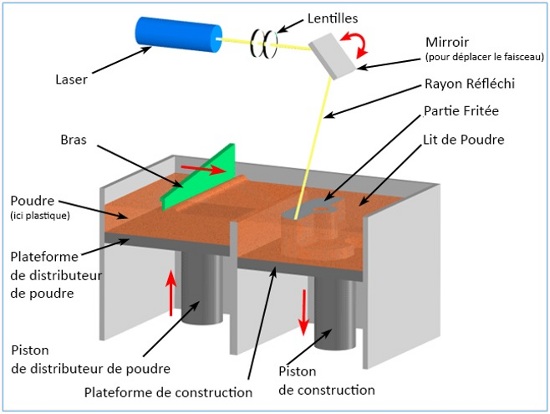 Lentilles
Laser
Mirroir
(pour déplacer le faisceau)
Rayon Réfléchi
Partie Fritée
Lit de Poudre
Bras
Poudre
(ici plastique)
Plateforme
de distributeur
de poudre
Piston
de distributeur de poudre
Plateforme de construction
Piston
de construction